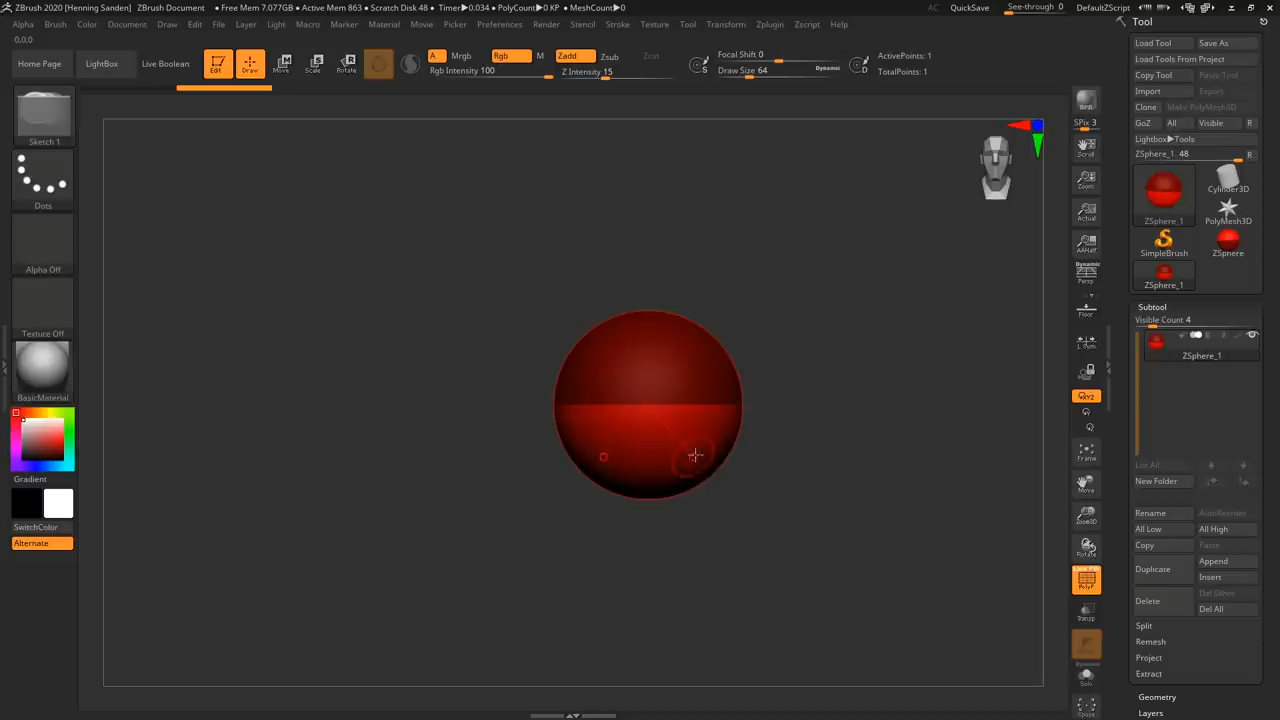 ZBrush 2020 [Henning Sanden] ZBrush Document • Free Mem 7.077GB • Active Mem 863 • Scratch Disk 48 • Timer▶0.034 • PolyCount▶0 KP • MeshCount▶0 AC QuickSave See-through 0 DefaultZScript
Alpha Brush Color Document Draw Edit File Layer Light Macro Marker Material Movie Picker Preferences Render Stencil Stroke Texture Tool Transform Zplugin Zscript Help
0,0,0
Home Page LightBox Live Boolean Edit Draw Move Scale Rotate
A Mrgb Rgb M Zadd Zsub Zcut
Rgb Intensity 100 Z Intensity 15
Focal Shift 0
Draw Size 64 Dynamic
S D
ActivePoints: 1
TotalPoints: 1
Sketch 1
Dots
Alpha Off
Texture Off
BasicMaterial
Gradient
SwitchColor
Alternate
BPR
SPix 3
Scroll
Zoom
Actual
AAHalf
Dynamic
Persp
Floor
L.Sym
XYZ
Frame
Move
Zoom3D
Rotate
Line Fill
PolyF
Transp
Dynamic
Solo
Xpose
Tool
Load Tool Save As
Load Tools From Project
Copy Tool Paste Tool
Import Export
Clone Make PolyMesh3D
GoZ All Visible R
Lightbox▶Tools
ZSphere_1. 48 R
ZSphere_1 Cylinder3D
PolyMesh3D
SimpleBrush ZSphere
ZSphere_1
Subtool
Visible Count 4
ZSphere_1
List All
New Folder
Rename AutoReorder
All Low All High
Copy Paste
Duplicate Append
Insert
Delete Del Other
Del All
Split
Remesh
Project
Extract
Geometry
Layers